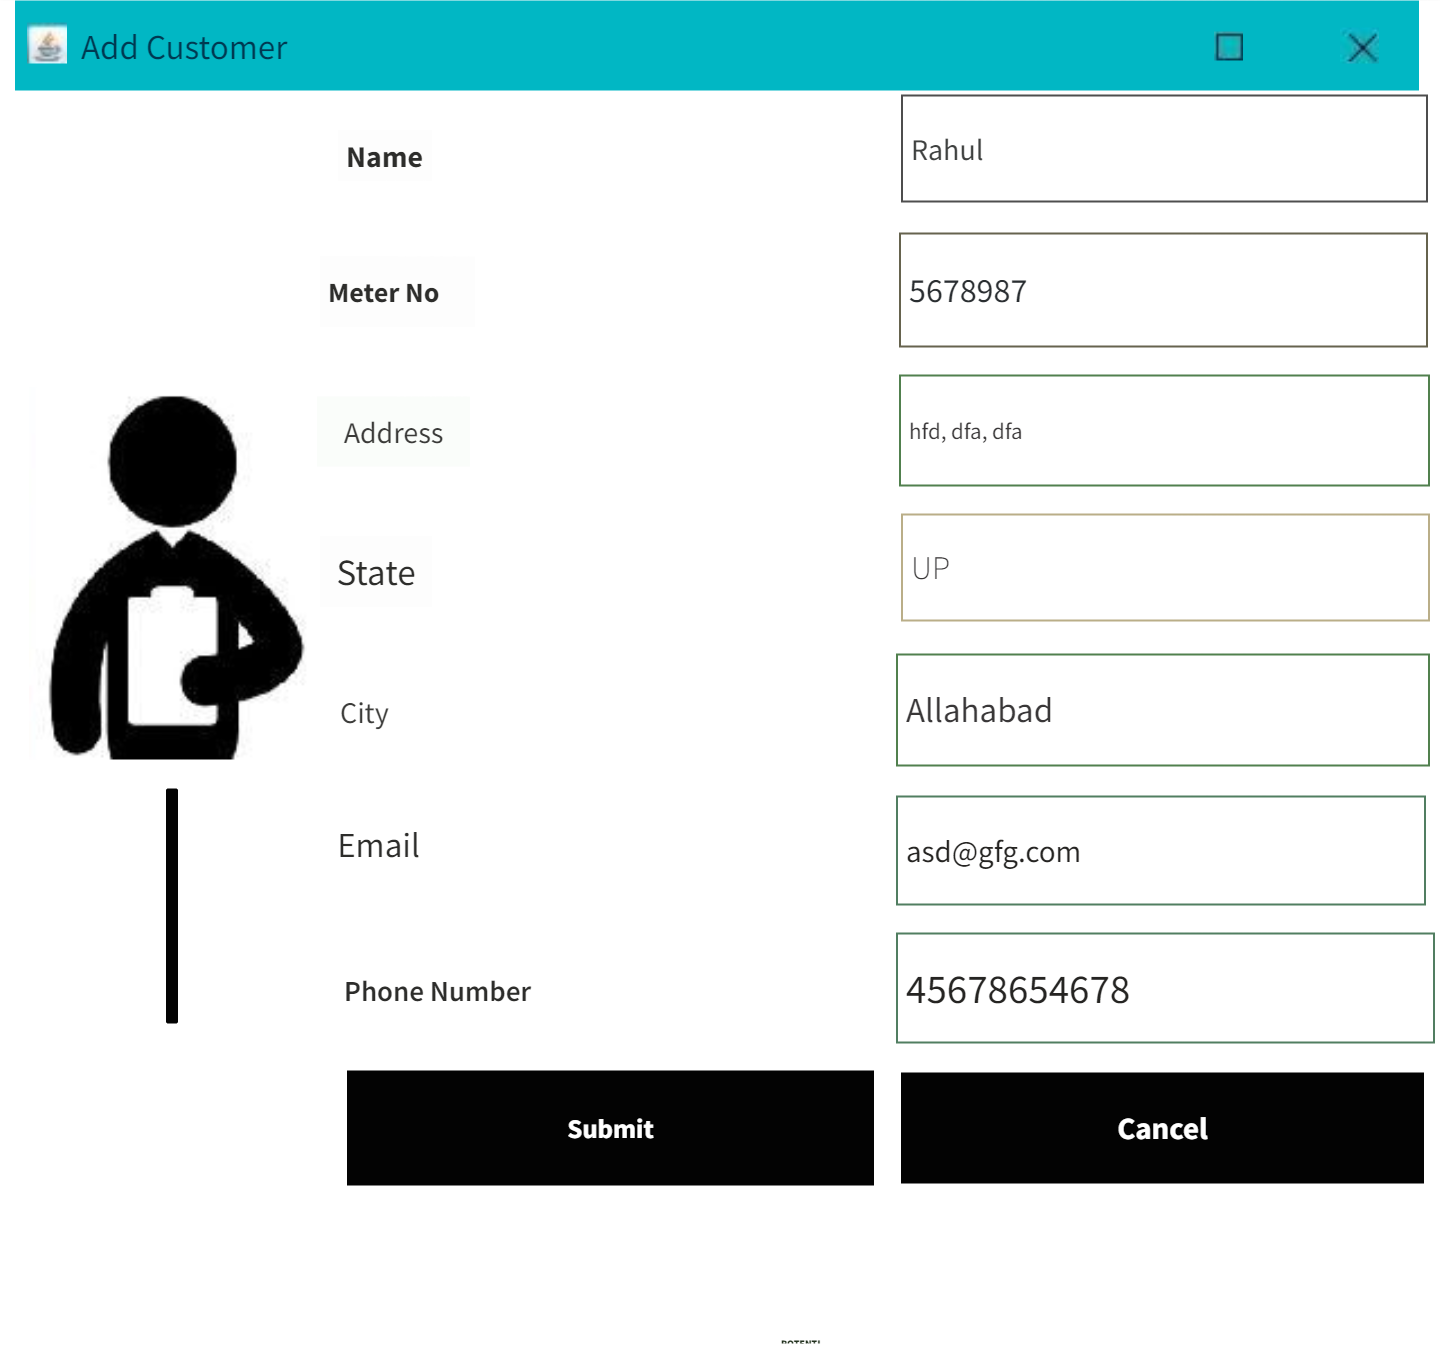 Add Customer
Name
Rahul
Meter No
5678987
Address
hfd, dfa, dfa
State
UP
City
Allahabad
Email
asd@gfg.com
Phone Number
45678654678
Submit
Cancel